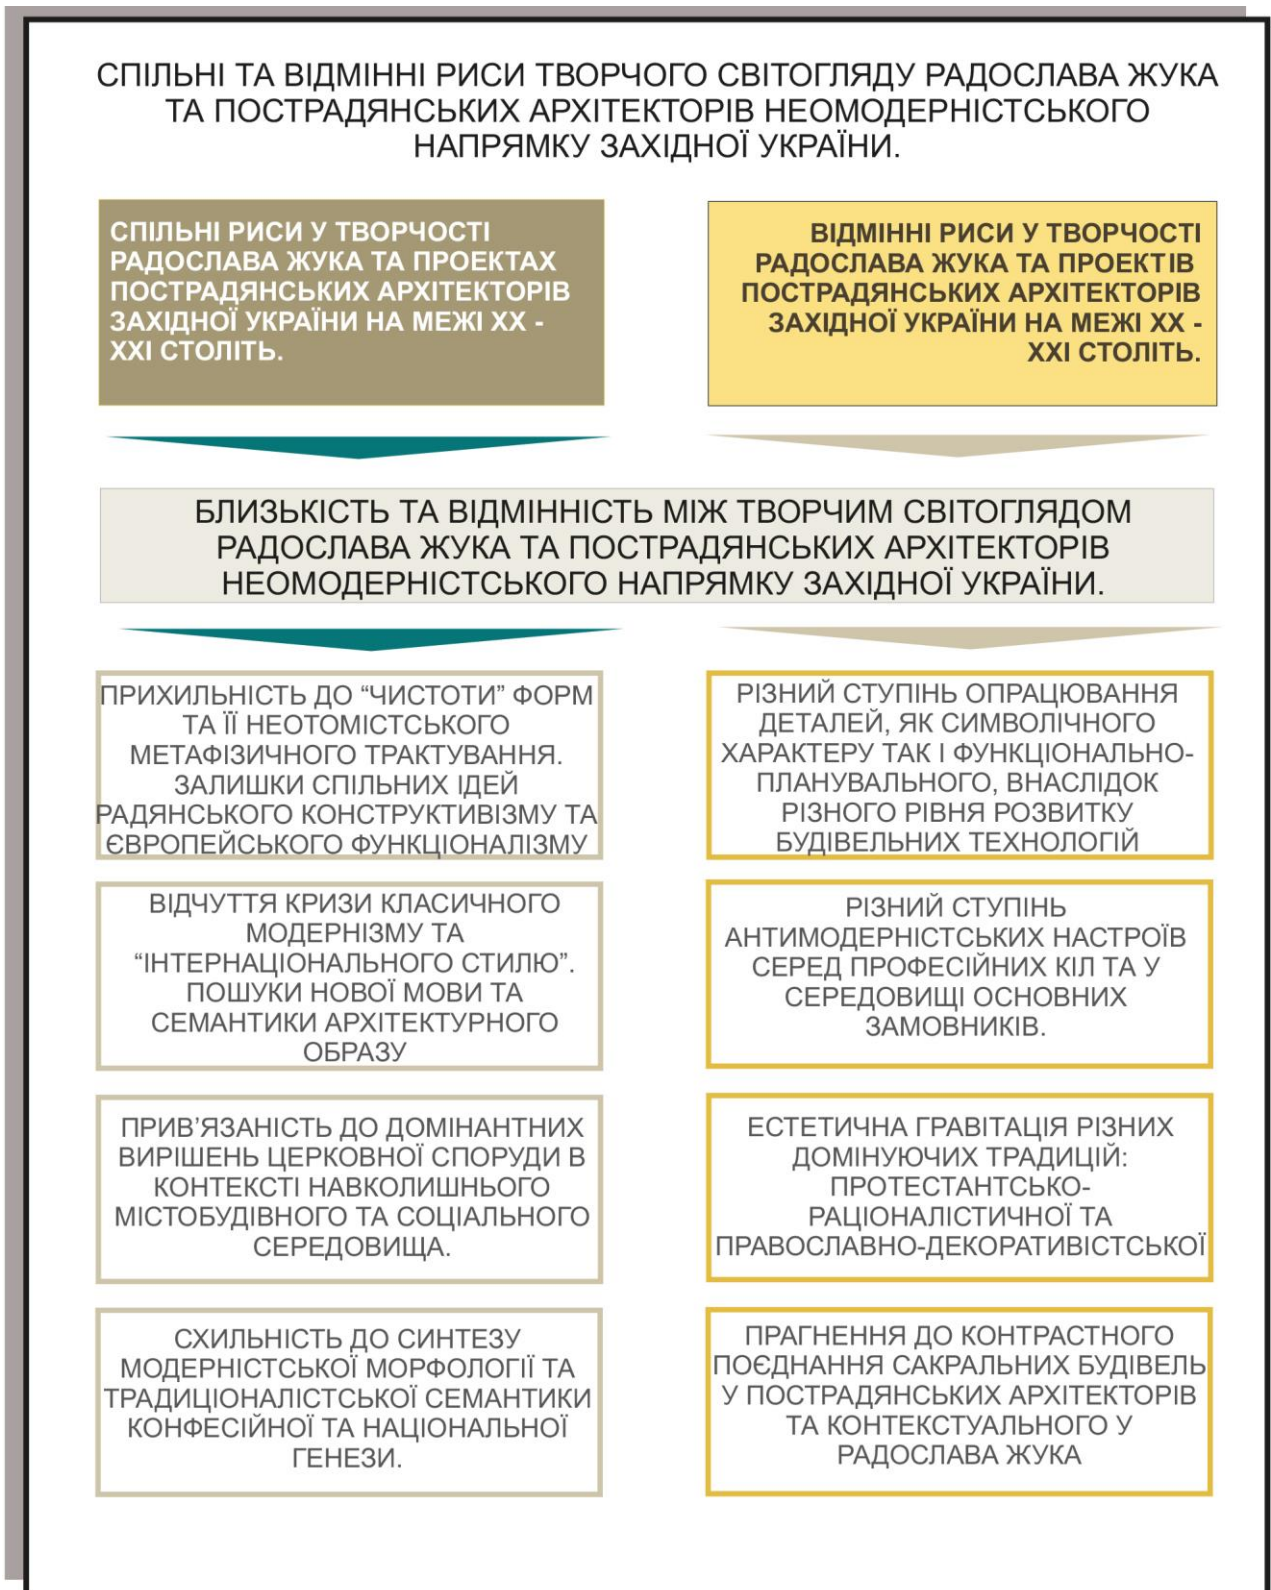 СПІЛЬНІ ТА ВІДМІННІ РИСИ ТВОРЧОГО СВІТОГЛЯДУ РАДОСЛАВА ЖУКА
ТА ПОСТРАДЯНСЬКИХ АРХІТЕКТОРІВ НЕОМОДЕРНІСТСЬКОГО
НАПРЯМКУ ЗАХІДНОЇ УКРАЇНИ.
СПІЛЬНІ РИСИ У ТВОРЧОСТІ
РАДОСЛАВА ЖУКА ТА ПРОЕКТАХ
ПОСТРАДЯНСЬКИХ АРХІТЕКТОРІВ
ЗАХІДНОЇ УКРАЇНИ НА МЕЖІ ХХ -
ХХІ СТОЛІТЬ.
ВІДМІННІ РИСИ У ТВОРЧОСТІ
РАДОСЛАВА ЖУКА ТА ПРОЕКТІВ
ПОСТРАДЯНСЬКИХ АРХІТЕКТОРІВ
ЗАХІДНОЇ УКРАЇНИ НА МЕЖІ ХХ -
ХХІ СТОЛІТЬ.
БЛИЗЬКІСТЬ ТА ВІДМІННІСТЬ МІЖ ТВОРЧИМ СВІТОГЛЯДОМ
РАДОСЛАВА ЖУКА ТА ПОСТРАДЯНСЬКИХ АРХІТЕКТОРІВ
НЕОМОДЕРНІСТСЬКОГО НАПРЯМКУ ЗАХІДНОЇ УКРАЇНИ.
ПРИХИЛЬНІСТЬ ДО “ЧИСТОТИ” ФОРМ
ТА ЇЇ НЕОТОМІСТСЬКОГО
МЕТАФІЗИЧНОГО ТРАКТУВАННЯ.
ЗАЛИШКИ СПІЛЬНИХ ІДЕЙ
РАДЯНСЬКОГО КОНСТРУКТИВІЗМУ ТА
ЄВРОПЕЙСЬКОГО ФУНКЦІОНАЛІЗМУ
РІЗНИЙ СТУПІНЬ ОПРАЦЮВАННЯ
ДЕТАЛЕЙ, ЯК СИМВОЛІЧНОГО
ХАРАКТЕРУ ТАК І ФУНКЦІОНАЛЬНО-
ПЛАНУВАЛЬНОГО, ВНАСЛІДОК
РІЗНОГО РІВНЯ РОЗВИТКУ
БУДІВЕЛЬНИХ ТЕХНОЛОГІЙ
ВІДЧУТТЯ КРИЗИ КЛАСИЧНОГО
МОДЕРНІЗМУ ТА
“ІНТЕРНАЦІОНАЛЬНОГО СТИЛЮ”.
ПОШУКИ НОВОЇ МОВИ ТА
СЕМАНТИКИ АРХІТЕКТУРНОГО
ОБРАЗУ
РІЗНИЙ СТУПІНЬ
АНТИМОДЕРНІСТСЬКИХ НАСТРОЇВ
СЕРЕД ПРОФЕСІЙНИХ КІЛ ТА У
СЕРЕДОВИЩІ ОСНОВНИХ
ЗАМОВНИКІВ.
ПРИВ’ЯЗАНІСТЬ ДО ДОМІНАНТНИХ
ВИРІШЕНЬ ЦЕРКОВНОЇ СПОРУДИ В
КОНТЕКСТІ НАВКОЛИШНЬОГО
МІСТОБУДІВНОГО ТА СОЦІАЛЬНОГО
СЕРЕДОВИЩА.
ЕСТЕТИЧНА ГРАВІТАЦІЯ РІЗНИХ
ДОМІНУЮЧИХ ТРАДИЦІЙ:
ПРОТЕСТАНТСЬКО-
РАЦІОНАЛІСТИЧНОЇ ТА
ПРАВОСЛАВНО-ДЕКОРАТИВІСТСЬКОЇ
СХИЛЬНІСТЬ ДО СИНТЕЗУ
МОДЕРНІСТСЬКОЇ МОРФОЛОГІЇ ТА
ТРАДИЦІОНАЛІСТСЬКОЇ СЕМАНТИКИ
КОНФЕСІЙНОЇ ТА НАЦІОНАЛЬНОЇ
ГЕНЕЗИ.
ПРАГНЕННЯ ДО КОНТРАСТНОГО
ПОЄДНАННЯ САКРАЛЬНИХ БУДІВЕЛЬ
У ПОСТРАДЯНСЬКИХ АРХІТЕКТОРІВ
ТА КОНТЕКСТУАЛЬНОГО У
РАДОСЛАВА ЖУКА